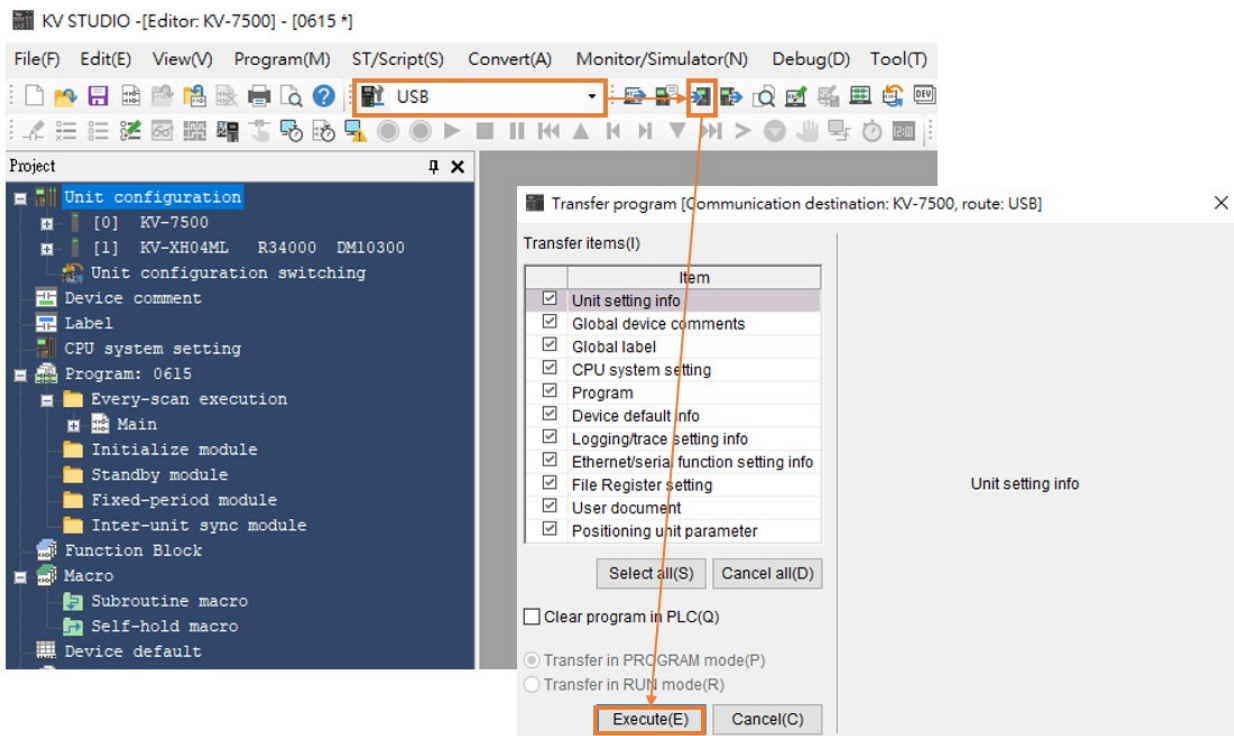 KV STUDIO -[Editor: KV-7500] - [0615 *]
File(F) Edit(E) View(V) Program(M) ST/Script(S) Convert(A) Monitor/Simulator(N) Debug(D) Tool(T)
USB
DEV
Project
Unit configuration
[0] KV-7500
[1] KV-XH04ML R34000 DM10300
Unit configuration switching
Device comment
Label
CPU system setting
Program: 0615
Every-scan execution
Main
Initialize module
Standby module
Fixed-period module
Inter-unit sync module
Function Block
Macro
Subroutine macro
Self-hold macro
Device default
Transfer program [Communication destination: KV-7500, route: USB]
Transfer items(I)
Item
Unit setting info
Global device comments
Global label
CPU system setting
Program
Device default info
Logging/trace setting info
Ethernet/serial function setting info
File Register setting
User document
Positioning unit parameter
Select all(S) Cancel all(D)
Clear program in PLC(Q)
Transfer in PROGRAM mode(P)
Transfer in RUN mode(R)
Execute(E) Cancel(C)
Unit setting info